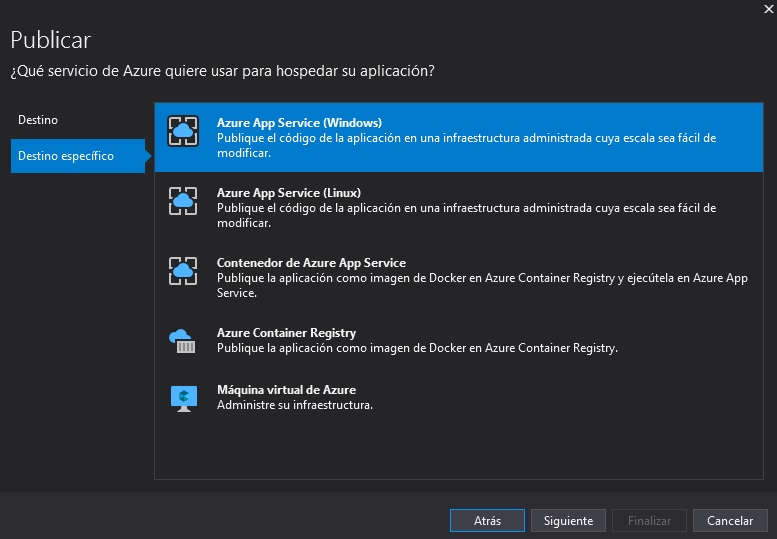 Publicar
¿Qué servicio de Azure quiere usar para hospedar su aplicación?
Destino
Destino específico
Azure App Service (Windows)
Publique el código de la aplicación en una infraestructura administrada cuya escala sea fácil de
modificar.
Azure App Service (Linux)
Publique el código de la aplicación en una infraestructura administrada cuya escala sea fácil de
modificar.
Contenedor de Azure App Service
Publique la aplicación como imagen de Docker en Azure Container Registry y ejecútela en Azure App
Service.
Azure Container Registry
Publique la aplicación como imagen de Docker en Azure Container Registry.
Máquina virtual de Azure
Administre su infraestructura.
Atrás
Siguiente
Finalizar
Cancelar